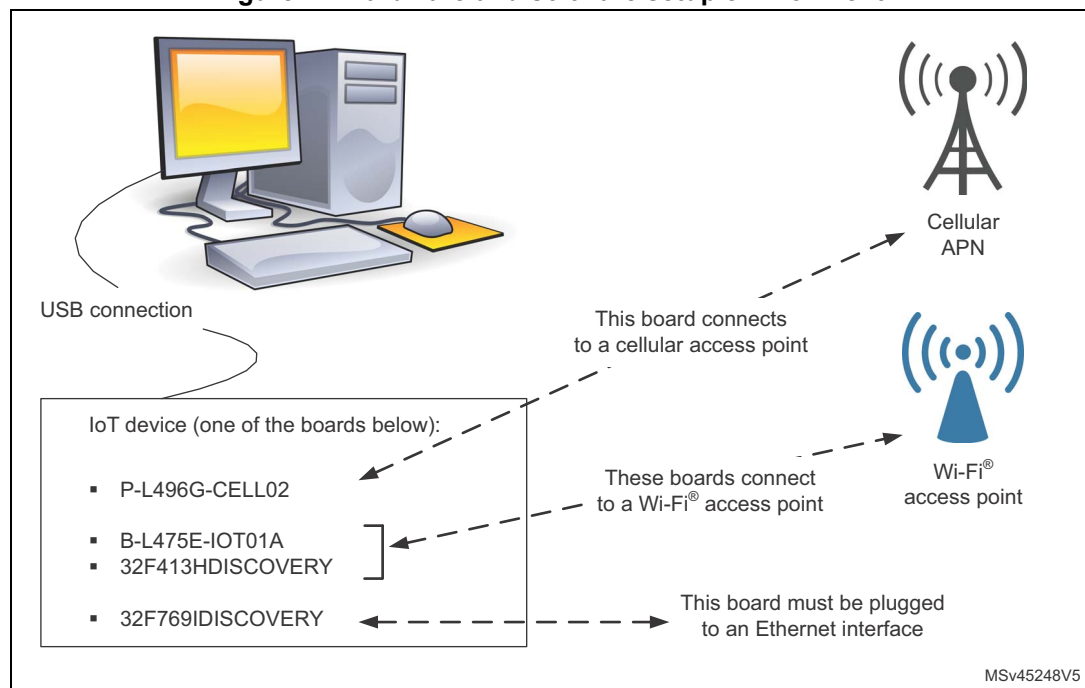 USB connection
Cellular
APN
This board connects
to a cellular access point
IoT device (one of the boards below):
▪ P-L496G-CELL02
▪ B-L475E-IOT01A
▪ 32F413HDISCOVERY
▪ 32F769IDISCOVERY
These boards connect
to a Wi-Fi® access point
Wi-Fi®
access point
This board must be plugged
to an Ethernet interface
MSv45248V5